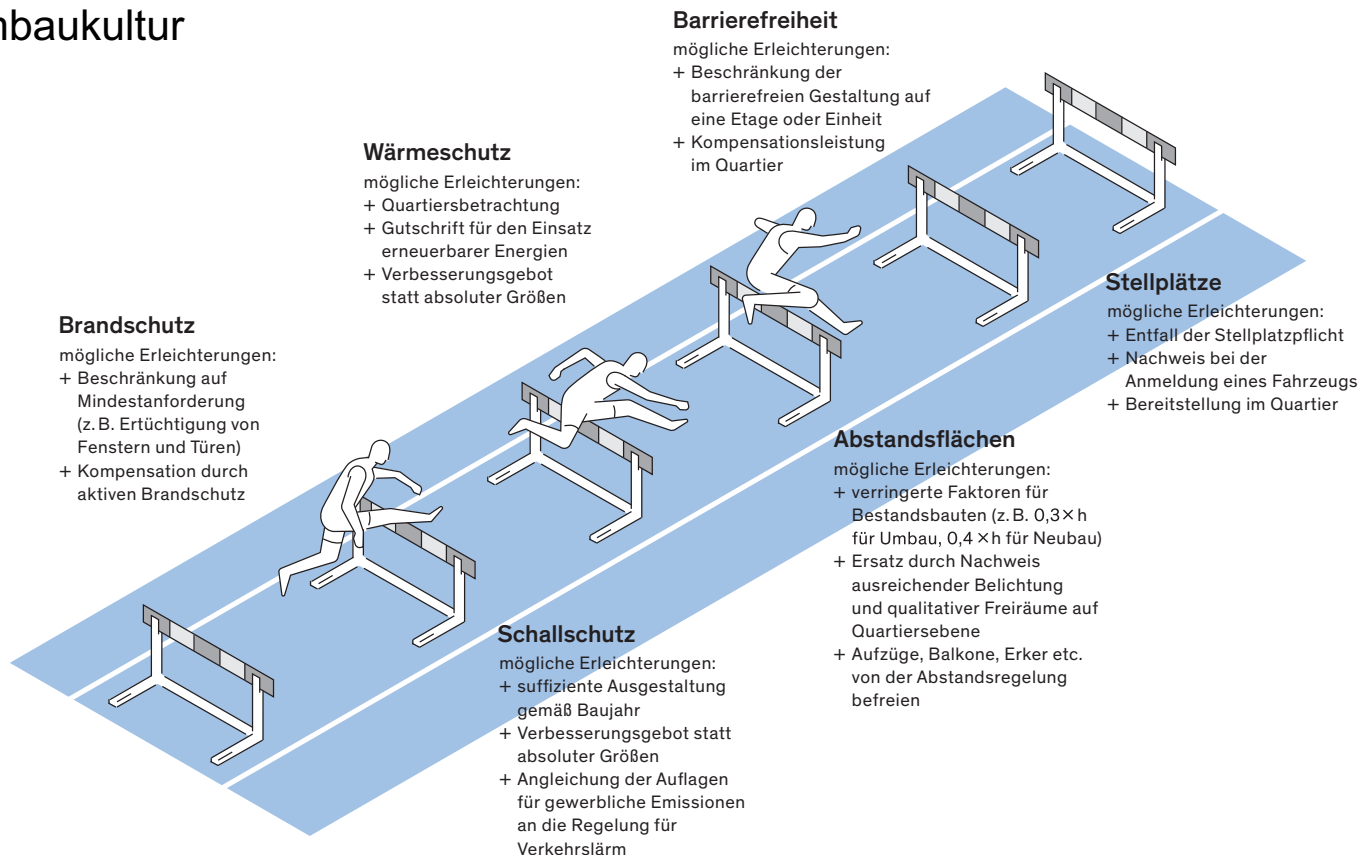 nbaukultur
Barrierefreiheit
mögliche Erleichterungen:
+ Beschränkung der
barrierefreien Gestaltung auf
eine Etage oder Einheit
+ Kompensationsleistung
im Quartier
Wärmeschutz
mögliche Erleichterungen:
+ Quartiersbetrachtung
+ Gutschrift für den Einsatz
erneuerbarer Energien
+ Verbesserungsgebot
statt absoluter Größen
Brandschutz
mögliche Erleichterungen:
+ Beschränkung auf
Mindestanforderung
(z. B. Ertüchtigung von
Fenstern und Türen)
+ Kompensation durch
aktiven Brandschutz
Stellplätze
mögliche Erleichterungen:
+ Entfall der Stellplatzpflicht
+ Nachweis bei der
Anmeldung eines Fahrzeugs
+ Bereitstellung im Quartier
Abstandsflächen
mögliche Erleichterungen:
+ verringerte Faktoren für
Bestandsbauten (z. B. 0,3 × h
für Umbau, 0,4 × h für Neubau)
+ Ersatz durch Nachweis
ausreichender Belichtung
und qualitativer Freiräume auf
Quartiersebene
+ Aufzüge, Balkone, Erker etc.
von der Abstandsregelung
befreien
Schallschutz
mögliche Erleichterungen:
+ suffiziente Ausgestaltung
gemäß Baujahr
+ Verbesserungsgebot statt
absoluter Größen
+ Angleichung der Auflagen
für gewerbliche Emissionen
an die Regelung für
Verkehrslärm